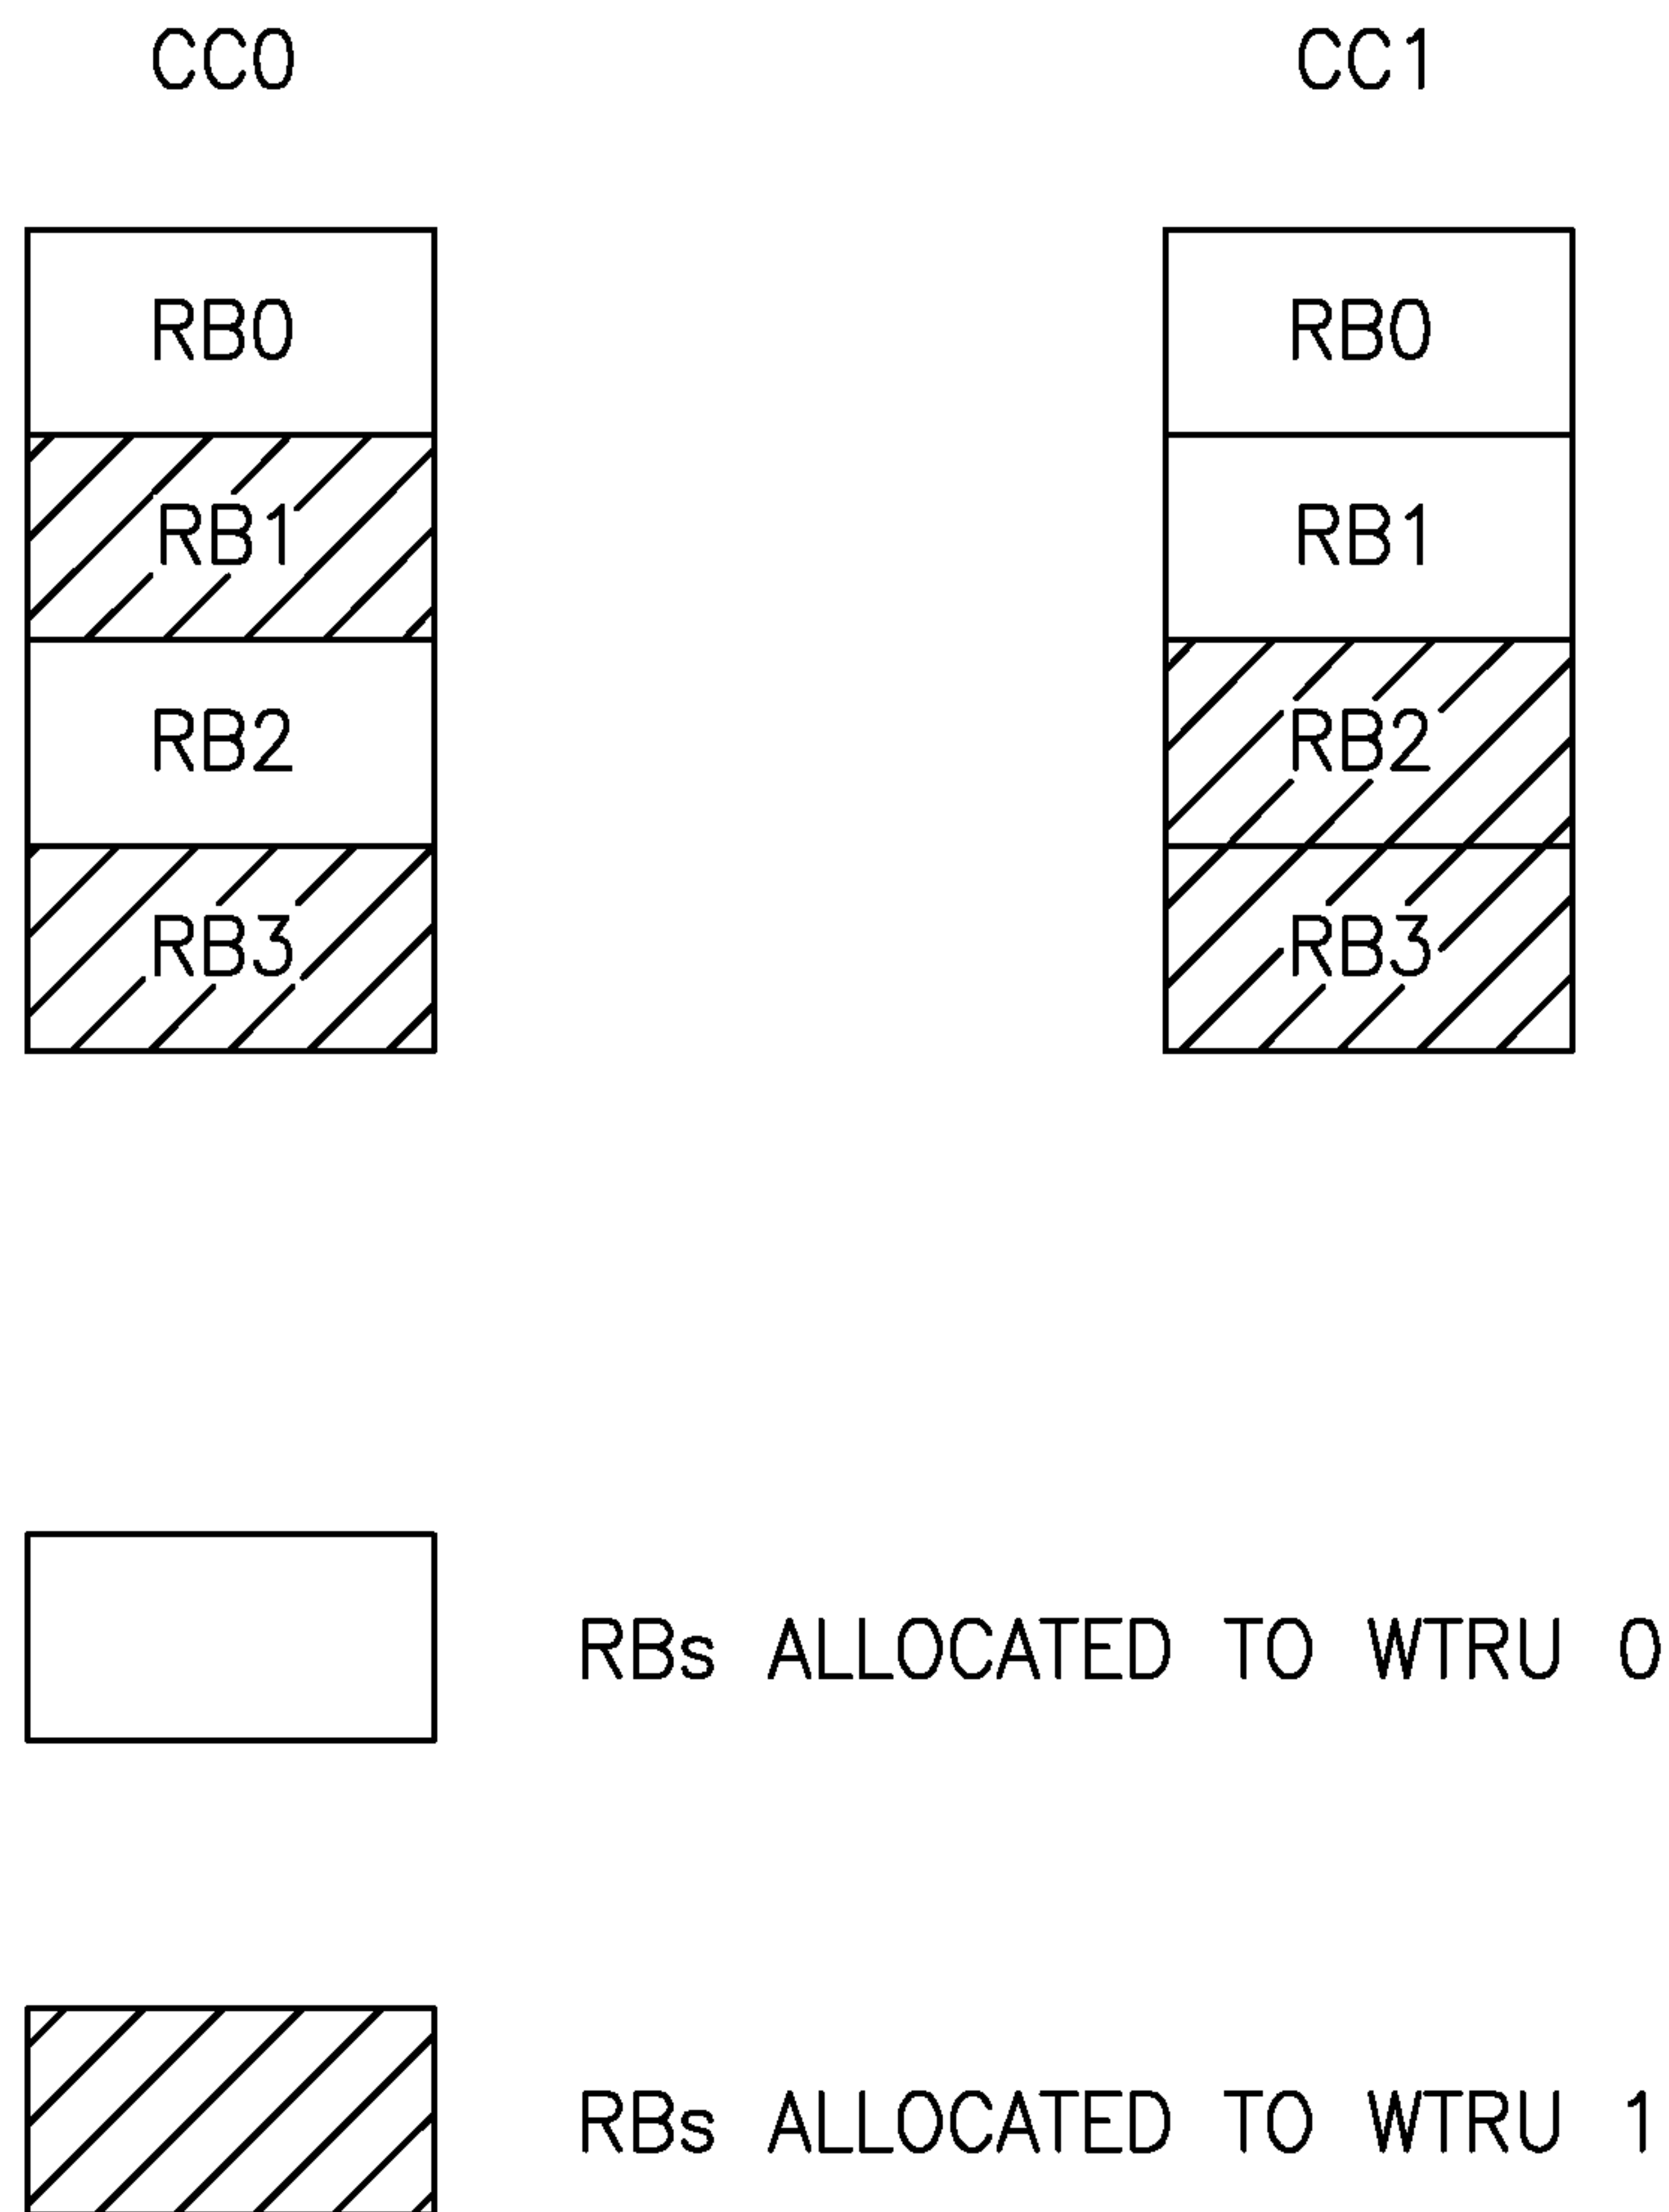 CC0 CC1
RB0 RB0
RB1 RB1
RB2 RB2
RB3 RB3
RBs ALLOCATED TO WTRU 0
RBs ALLOCATED TO WTRU 1